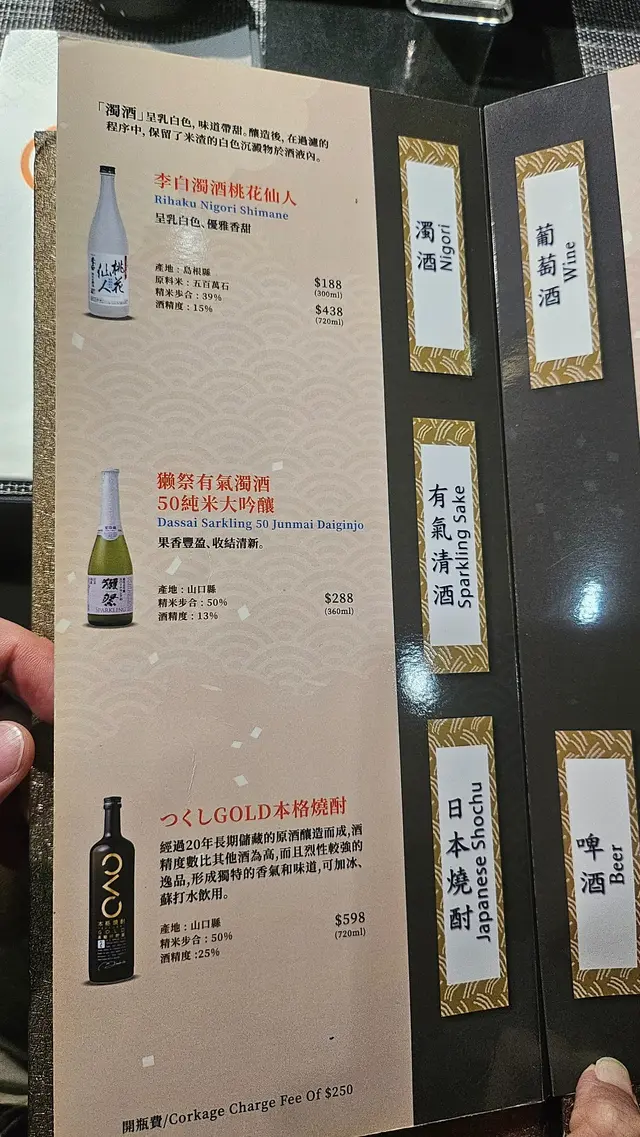 「濁酒」呈乳白色, 味道帶甜。釀造後, 在過濾的
程序中, 保留了米渣的白色沉澱物於酒液內。
李白濁酒桃花仙人
Rihaku Nigori Shimane
呈乳白色、優雅香甜
產地 : 島根縣
原料米 : 五百萬石
精米步合 : 39%
酒精度 : 15%
$188
(300ml)
$438
(720ml)
桃花
仙人
獺祭有氣濁酒
50純米大吟釀
Dassai Sarkling 50 Junmai Daiginjo
果香豐盈、收結清新。
產地 : 山口縣
精米步合 : 50%
酒精度 : 13%
$288
(360ml)
獺祭
SPARKLING
つくしGOLD本格燒酎
經過20年長期儲藏的原酒釀造而成, 酒
精度數比其他酒為高, 而且烈性較強的
逸品, 形成獨特的香氣和味道, 可加冰、
蘇打水飲用。
產地 : 山口縣
精米步合 : 50%
酒精度 :25%
$598
(720ml)
開瓶費/Corkage Charge Fee Of $250
濁酒
Nigori
有氣清酒
Sparkling Sake
日本燒酎
Japanese Shochu
葡萄酒
Wine
啤酒
Beer